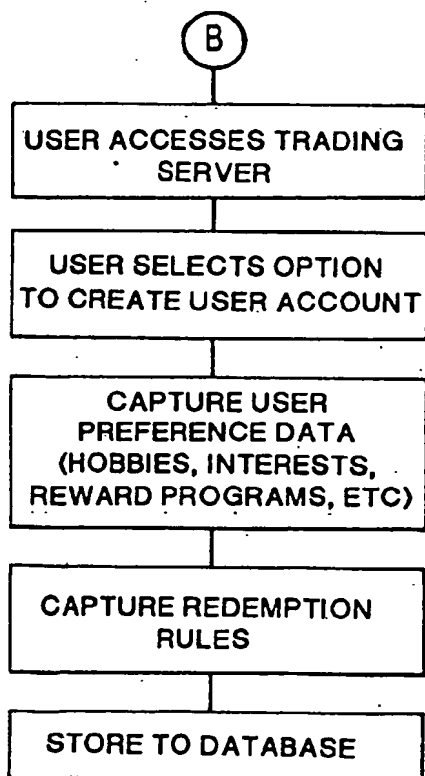 B
USER ACCESSES TRADING
SERVER
USER SELECTS OPTION
TO CREATE USER ACCOUNT
CAPTURE USER
PREFERENCE DATA
(HOBBIES, INTERESTS,
REWARD PROGRAMS, ETC)
CAPTURE REDEMPTION
RULES
STORE TO DATABASE